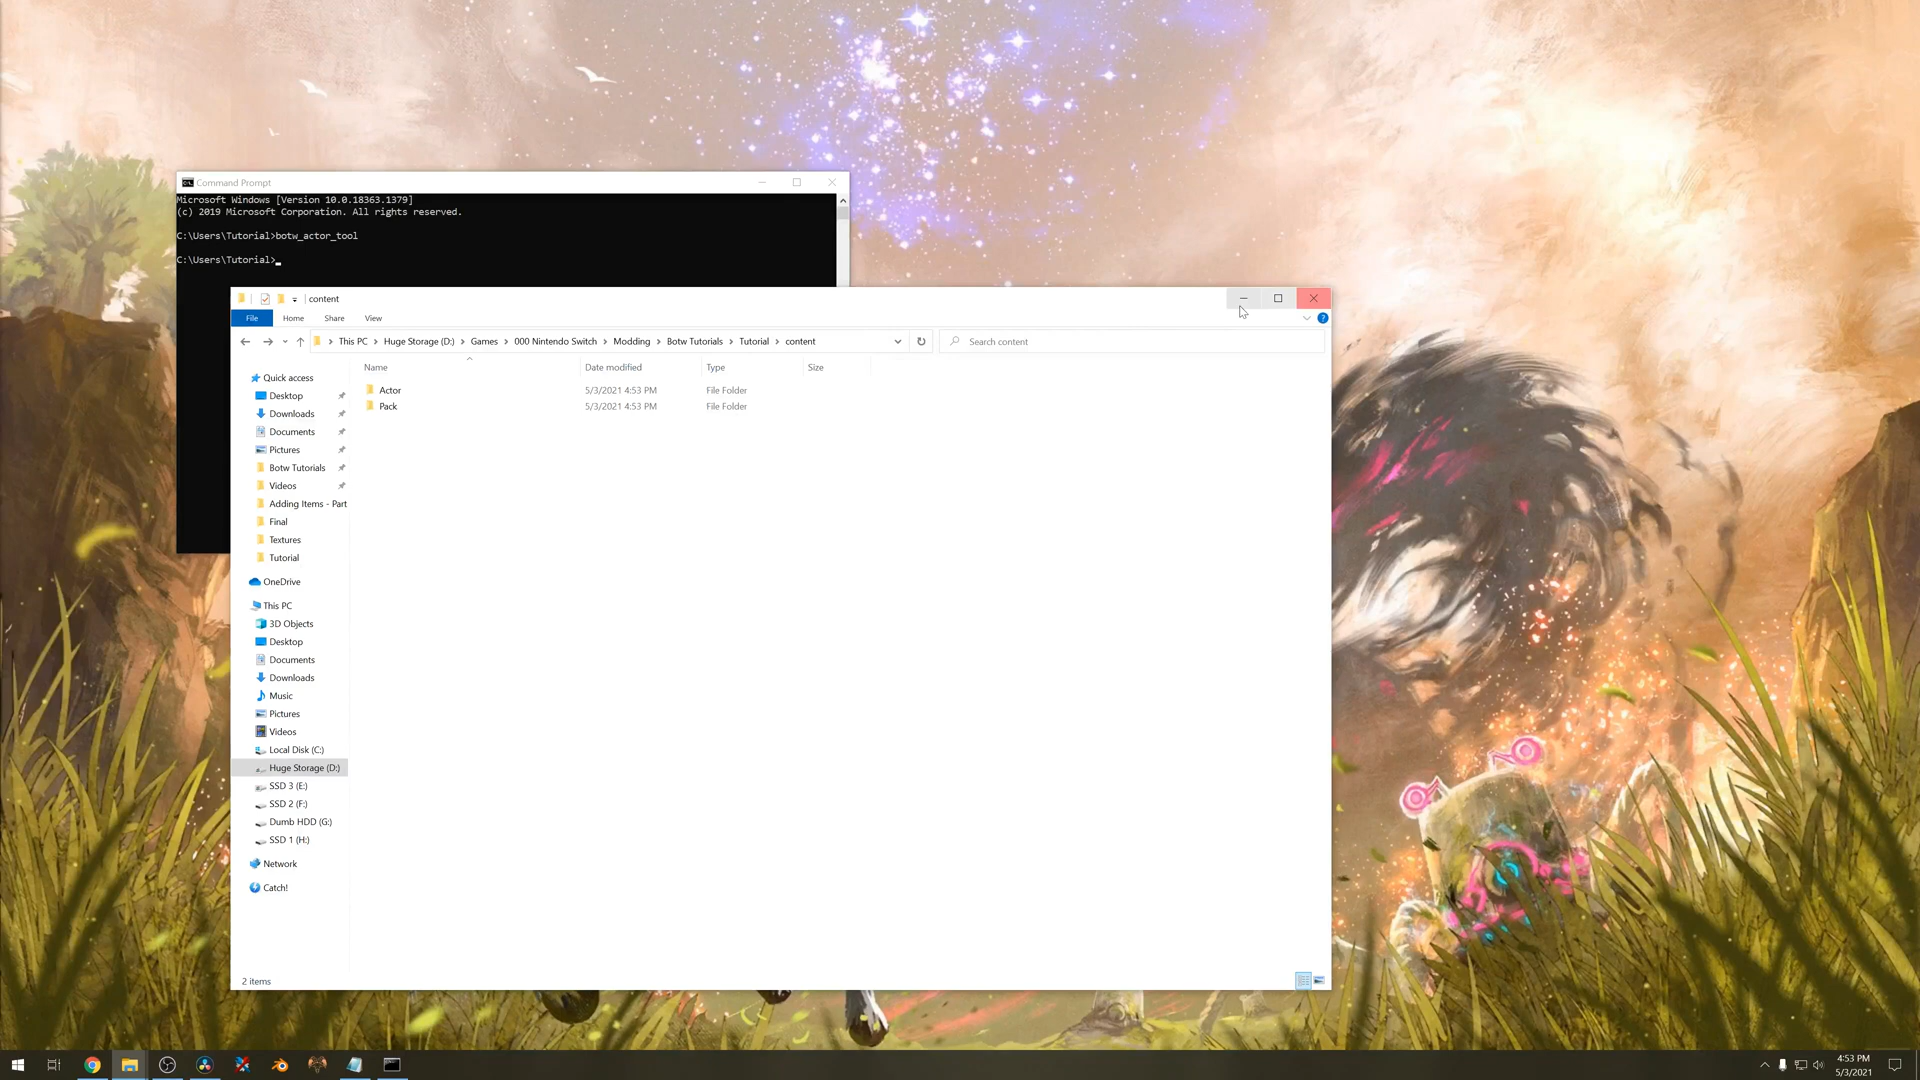 Command Prompt
Microsoft Windows [Version 10.0.18363.1379]
(c) 2019 Microsoft Corporation. All rights reserved.
C:\Users\Tutorial>botw_actor_tool
C:\Users\Tutorial>_
content
File Home Share View
This PC > Huge Storage (D:) > Games > 000 Nintendo Switch > Modding > Botw Tutorials > Tutorial > content
Search content
Name Date modified Type Size
Actor 5/3/2021 4:53 PM File Folder
Pack 5/3/2021 4:53 PM File Folder
Quick access
Desktop
Downloads
Documents
Pictures
Botw Tutorials
Videos
Adding Items - Part
Final
Textures
Tutorial
OneDrive
This PC
3D Objects
Desktop
Documents
Downloads
Music
Pictures
Videos
Local Disk (C:)
Huge Storage (D:)
SSD 3 (E:)
SSD 2 (F:)
Dumb HDD (G:)
SSD 1 (H:)
Network
Catch!
2 items
4:53 PM
5/3/2021